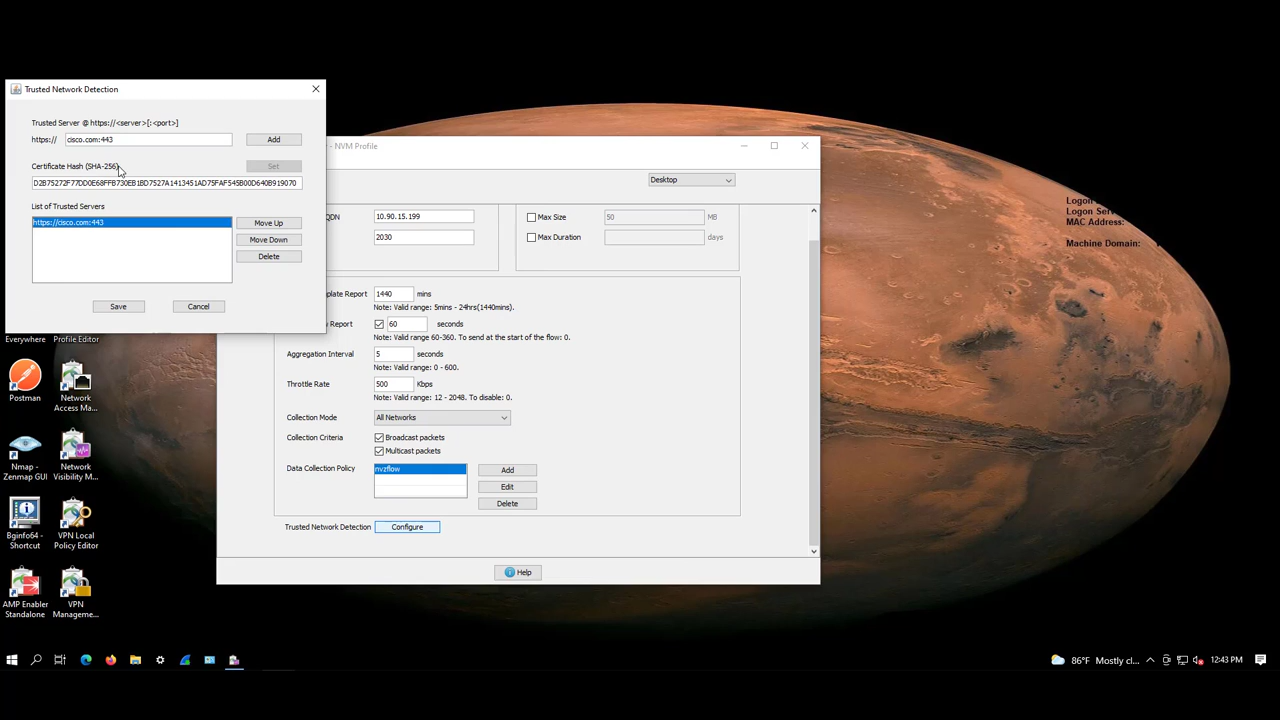 Trusted Network Detection
Trusted Server @ https://<server>[:<port>]
https:// cisco.com:443 Add
Certificate Hash (SHA-256) Set
D2B75272F77DD0E68FFB730EB1BD7527A1413451AD75FAF545B00D640B919070
List of Trusted Servers
https://cisco.com:443 Move Up
Move Down
Delete
Save Cancel
- NVM Profile
Desktop
QDN 10.90.15.199
2030
Max Size 50 MB
Max Duration days
plate Report 1440 mins
Note: Valid range: 5mins - 24hrs(1440mins).
Report 60 seconds
Note: Valid range 60-360. To send at the start of the flow: 0.
Aggregation Interval 5 seconds
Note: Valid range: 0 - 600.
Throttle Rate 500 Kbps
Note: Valid range: 12 - 2048. To disable: 0.
Collection Mode All Networks
Collection Criteria Broadcast packets
Multicast packets
Data Collection Policy nvzflow Add
Edit
Delete
Trusted Network Detection Configure
Help
Logon
Logon Ser
MAC Address:
Machine Domain:
Everywhere
Profile Editor
Postman
Network
Access Ma...
Nmap -
Zenmap GUI
Network
Visibility M...
Bginfo64 -
Shortcut
VPN Local
Policy Editor
AMP Enabler
Standalone
VPN
Manageme...
86°F Mostly cl... 12:43 PM